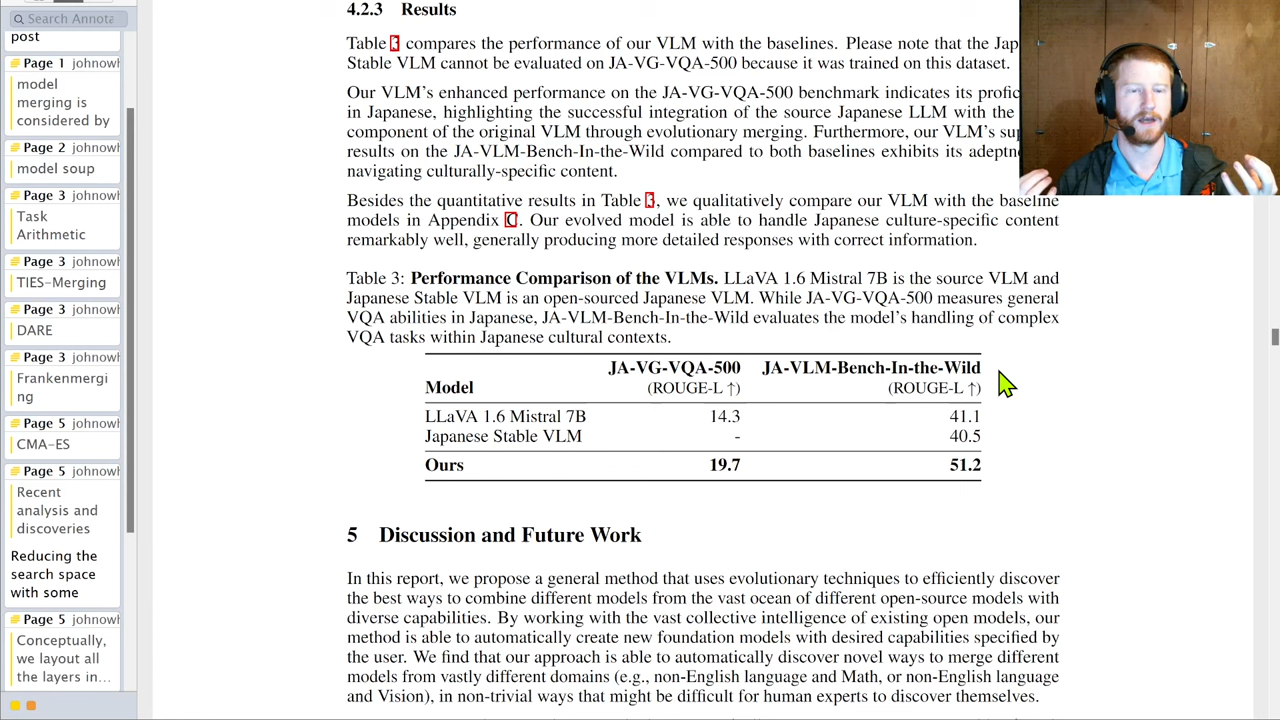 Search Annota
post
Page 1 johnowh
model
merging is
considered by
Page 2 johnowh
model soup
Page 3 johnowh
Task
Arithmetic
Page 3 johnowh
TIES-Merging
Page 3 johnowh
DARE
Page 3 johnowh
Frankenmergi
ng
Page 5 johnowh
CMA-ES
Page 5 johnowh
Recent
analysis and
discoveries
Reducing the
search space
with some
Page 5 johnowh
Conceptually,
we layout all
the layers in...
4.2.3 Results
Table 3 compares the performance of our VLM with the baselines. Please note that the Jap
Stable VLM cannot be evaluated on JA-VG-VQA-500 because it was trained on this dataset.
Our VLM's enhanced performance on the JA-VG-VQA-500 benchmark indicates its profic
in Japanese, highlighting the successful integration of the source Japanese LLM with the
component of the original VLM through evolutionary merging. Furthermore, our VLM's su
results on the JA-VLM-Bench-In-the-Wild compared to both baselines exhibits its adeptn
navigating culturally-specific content.
Besides the quantitative results in Table 3, we qualitatively compare our VLM with the baseline
models in Appendix C. Our evolved model is able to handle Japanese culture-specific content
remarkably well, generally producing more detailed responses with correct information.
Table 3: Performance Comparison of the VLMs. LLaVA 1.6 Mistral 7B is the source VLM and
Japanese Stable VLM is an open-sourced Japanese VLM. While JA-VG-VQA-500 measures general
VQA abilities in Japanese, JA-VLM-Bench-In-the-Wild evaluates the model's handling of complex
VQA tasks within Japanese cultural contexts.
JA-VG-VQA-500 JA-VLM-Bench-In-the-Wild
Model (ROUGE-L ↑) (ROUGE-L ↑)
LLaVA 1.6 Mistral 7B 14.3 41.1
Japanese Stable VLM - 40.5
Ours 19.7 51.2
5 Discussion and Future Work
In this report, we propose a general method that uses evolutionary techniques to efficiently discover
the best ways to combine different models from the vast ocean of different open-source models with
diverse capabilities. By working with the vast collective intelligence of existing open models, our
method is able to automatically create new foundation models with desired capabilities specified by
the user. We find that our approach is able to automatically discover novel ways to merge different
models from vastly different domains (e.g., non-English language and Math, or non-English language
and Vision), in non-trivial ways that might be difficult for human experts to discover themselves.